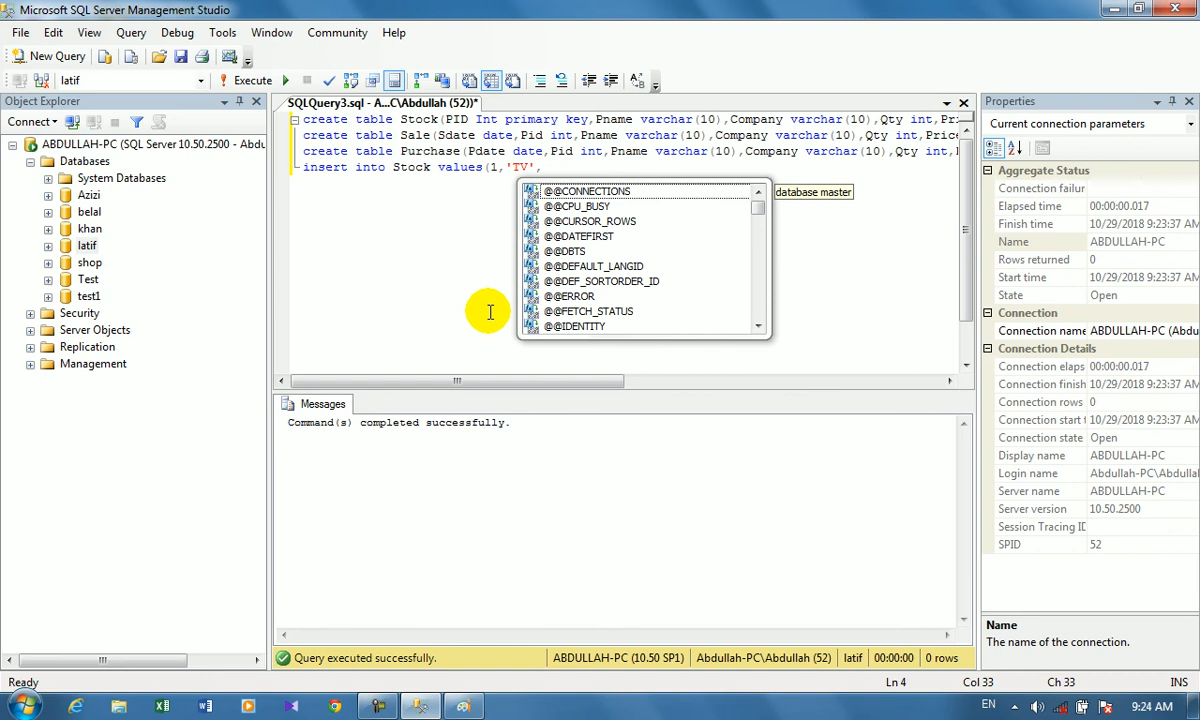 Microsoft SQL Server Management Studio
File Edit View Query Debug Tools Window Community Help
New Query
latif Execute
Object Explorer
Connect
ABDULLAH-PC (SQL Server 10.50.2500 - Abdu
Databases
System Databases
Azizi
belal
khan
latif
shop
Test
test1
Security
Server Objects
Replication
Management
SQLQuery3.sql - A...C\Abdullah (52))*
create table Stock(PID Int primary key,Pname varchar(10),Company varchar(10),Qty int,Pri
create table Sale(Sdate date,Pid int,Pname varchar(10),Company varchar(10),Qty int,Price
create table Purchase(Pdate date,Pid int,Pname varchar(10),Company varchar(10),Qty int,
insert into Stock values(1,'TV',
@@CONNECTIONS
@@CPU_BUSY
@@CURSOR_ROWS
@@DATEFIRST
@@DBTS
@@DEFAULT_LANGID
@@DEF_SORTORDER_ID
@@ERROR
@@FETCH_STATUS
@@IDENTITY
database master
Messages
Command(s) completed successfully.
Query executed successfully. ABDULLAH-PC (10.50 SP1) Abdullah-PC\Abdullah (52) latif 00:00:00 0 rows
Properties
Current connection parameters
Aggregate Status
Connection failur
Elapsed time 00:00:00.017
Finish time 10/29/2018 9:23:37 AM
Name ABDULLAH-PC
Rows returned 0
Start time 10/29/2018 9:23:37 AM
State Open
Connection
Connection name ABDULLAH-PC (Abdu
Connection Details
Connection elaps 00:00:00.017
Connection finish 10/29/2018 9:23:37 AM
Connection rows 0
Connection start t 10/29/2018 9:23:37 AM
Connection state Open
Display name ABDULLAH-PC
Login name Abdullah-PC\Abdullal
Server name ABDULLAH-PC
Server version 10.50.2500
Session Tracing ID
SPID 52
Name
The name of the connection.
Ready Ln 4 Col 33 Ch 33 INS
EN 9:24 AM